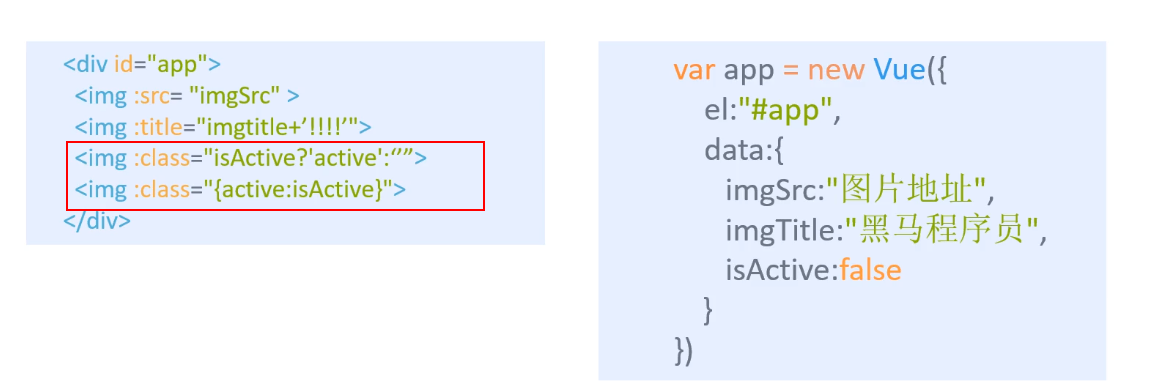 <div id="app">
<img :src= "imgSrc" >
<img :title="imgtitle+’!!!!’">
<img :class="isActive?'active':“”>
<img :class="{active:isActive}">
</div>
var app = new Vue({
el:"#app",
data:{
imgSrc:"图片地址",
imgTitle:"黑马程序员",
isActive:false
}
})